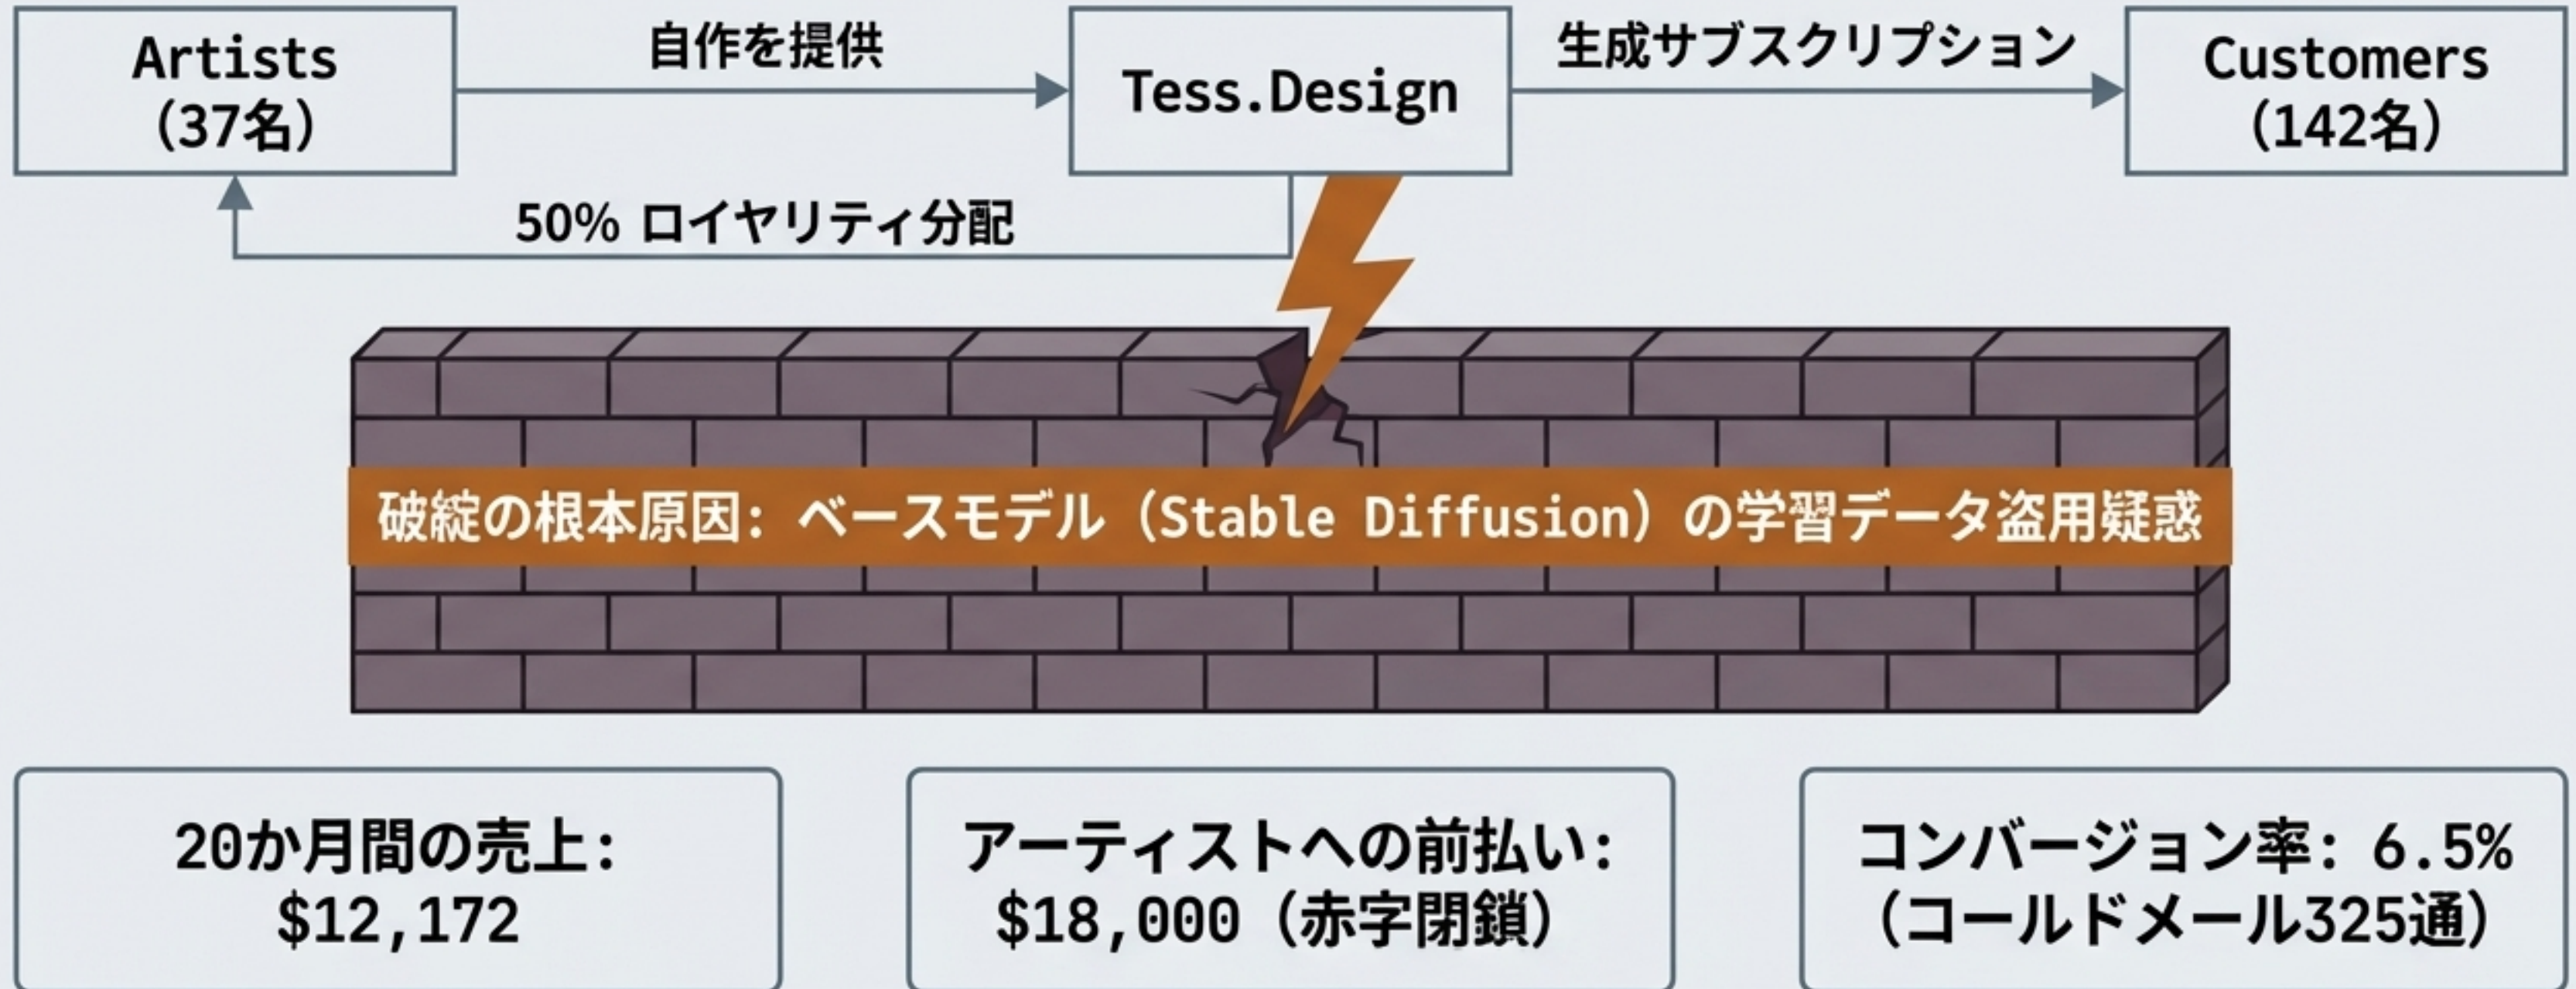 Artists
（37名）
自作を提供
Tess.Design
生成サブスクリプション
Customers
（142名）
50% ロイヤリティ分配
破綻の根本原因: ベースモデル（Stable Diffusion）の学習データ盗用疑惑
20か月間の売上:
$12,172
アーティストへの前払い:
$18,000（赤字閉鎖）
コンバージョン率: 6.5%
（コールドメール325通）